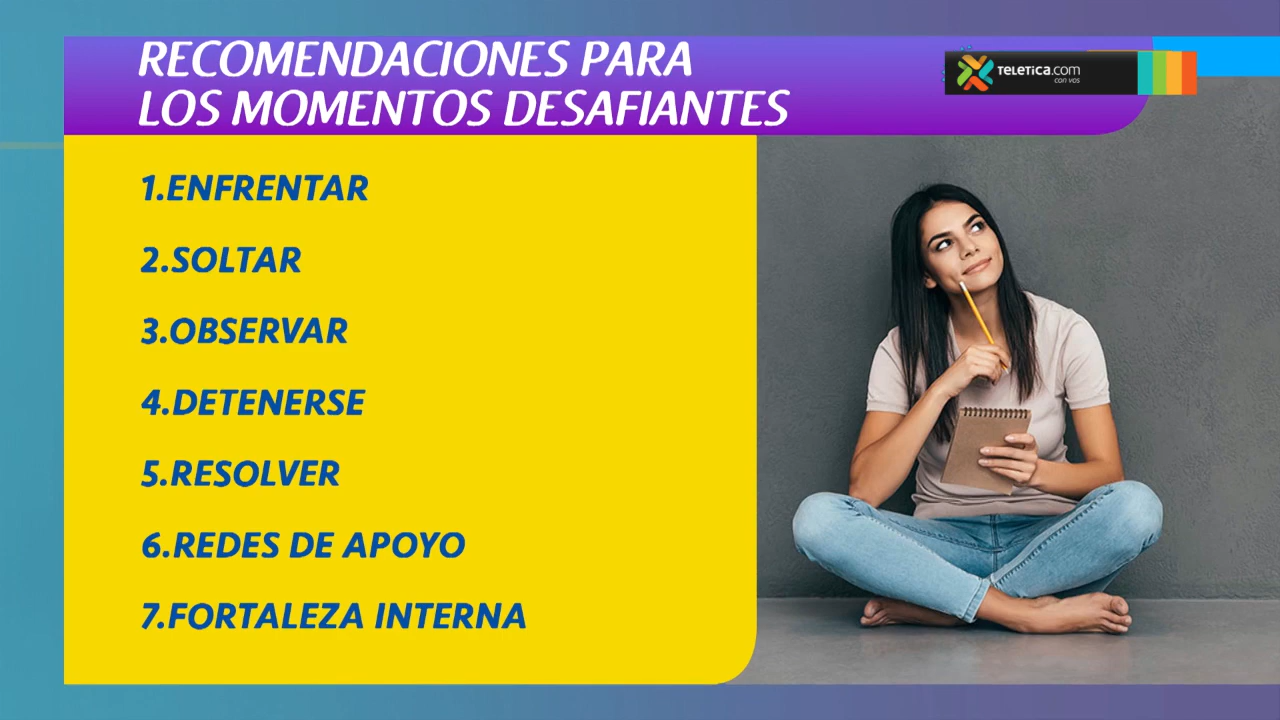 RECOMENDACIONES PARA
LOS MOMENTOS DESAFIANTES
TELETICA.COM
con vos
1.ENFRENTAR
2.SOLTAR
3.OBSERVAR
4.DETENERSE
5.RESOLVER
6.REDES DE APOYO
7.FORTALEZA INTERNA